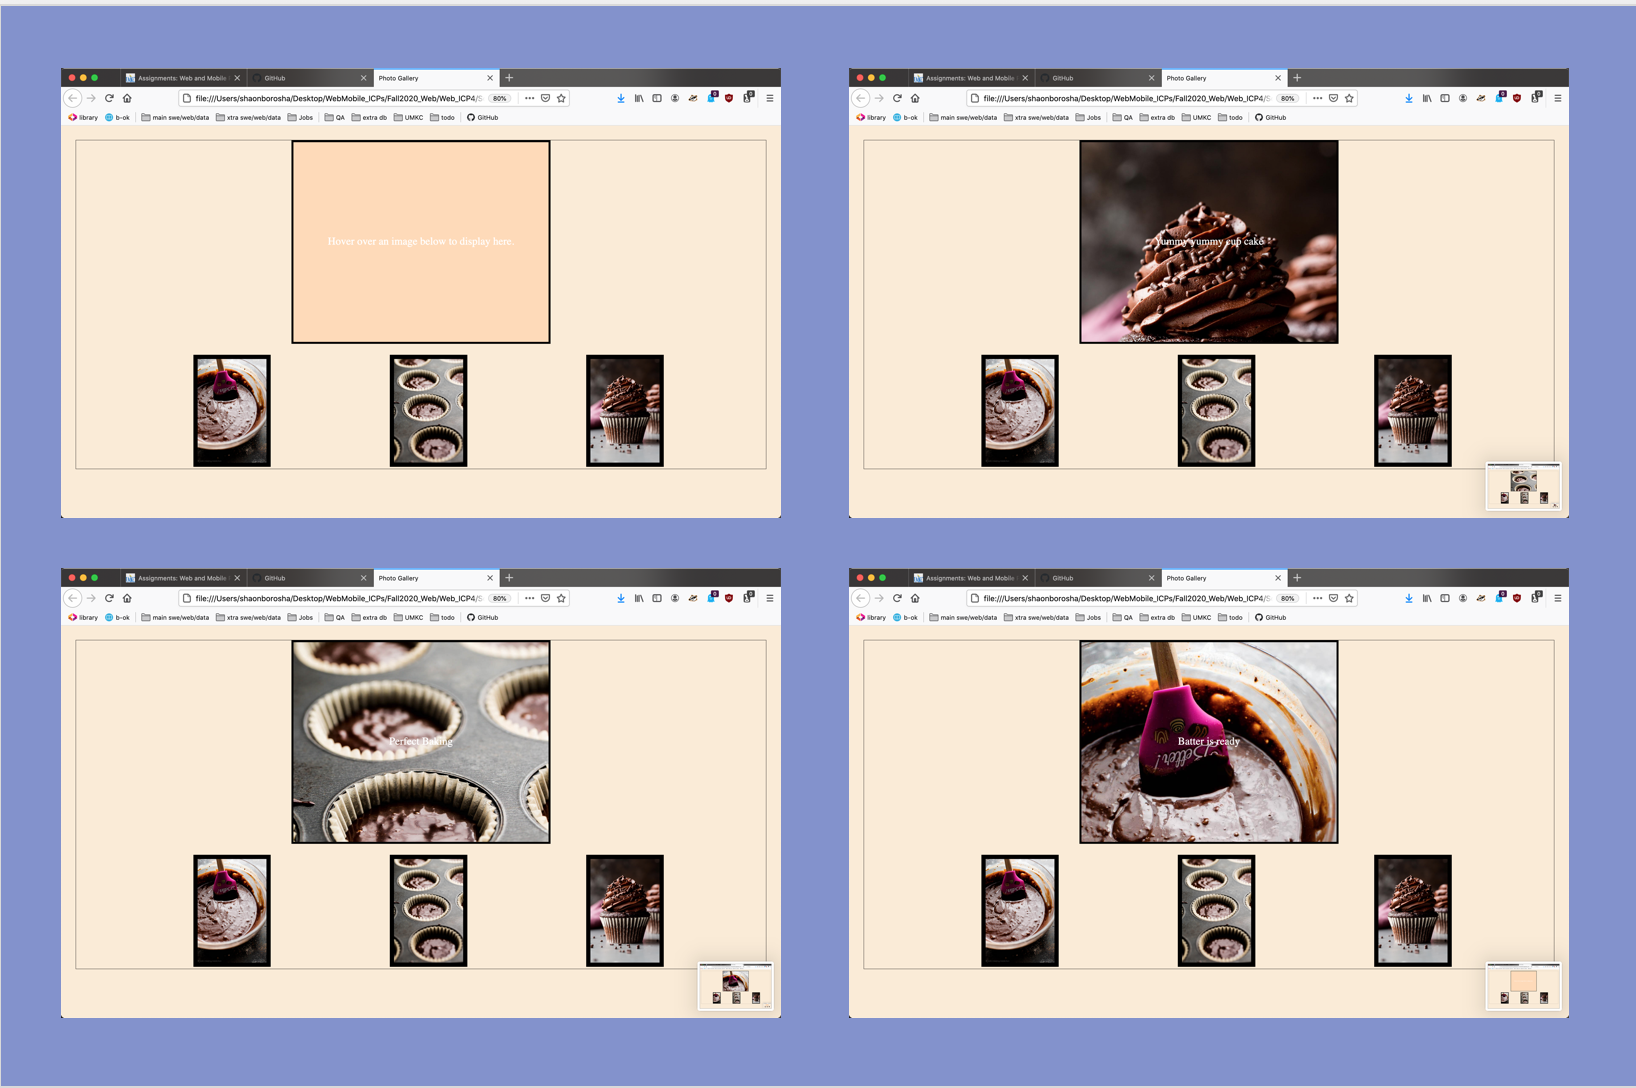 Assignments: Web and Mobile
GitHub
Photo Gallery
file:///Users/shaonborosha/Desktop/WebMobile_ICPs/Fall2020_Web/Web_ICP4/S
80%
library
b-ok
main swe/web/data
xtra swe/web/data
Jobs
QA
extra db
UMKC
todo
GitHub
Hover over an image below to display here.
Assignments: Web and Mobile
GitHub
Photo Gallery
file:///Users/shaonborosha/Desktop/WebMobile_ICPs/Fall2020_Web/Web_ICP4/S
80%
library
b-ok
main swe/web/data
xtra swe/web/data
Jobs
QA
extra db
UMKC
todo
GitHub
Yummy yummy cup cake
Assignments: Web and Mobile
GitHub
Photo Gallery
file:///Users/shaonborosha/Desktop/WebMobile_ICPs/Fall2020_Web/Web_ICP4/S
80%
library
b-ok
main swe/web/data
xtra swe/web/data
Jobs
QA
extra db
UMKC
todo
GitHub
Perfect Baking
Assignments: Web and Mobile
GitHub
Photo Gallery
file:///Users/shaonborosha/Desktop/WebMobile_ICPs/Fall2020_Web/Web_ICP4/S
80%
library
b-ok
main swe/web/data
xtra swe/web/data
Jobs
QA
extra db
UMKC
todo
GitHub
Batter is ready
Better!